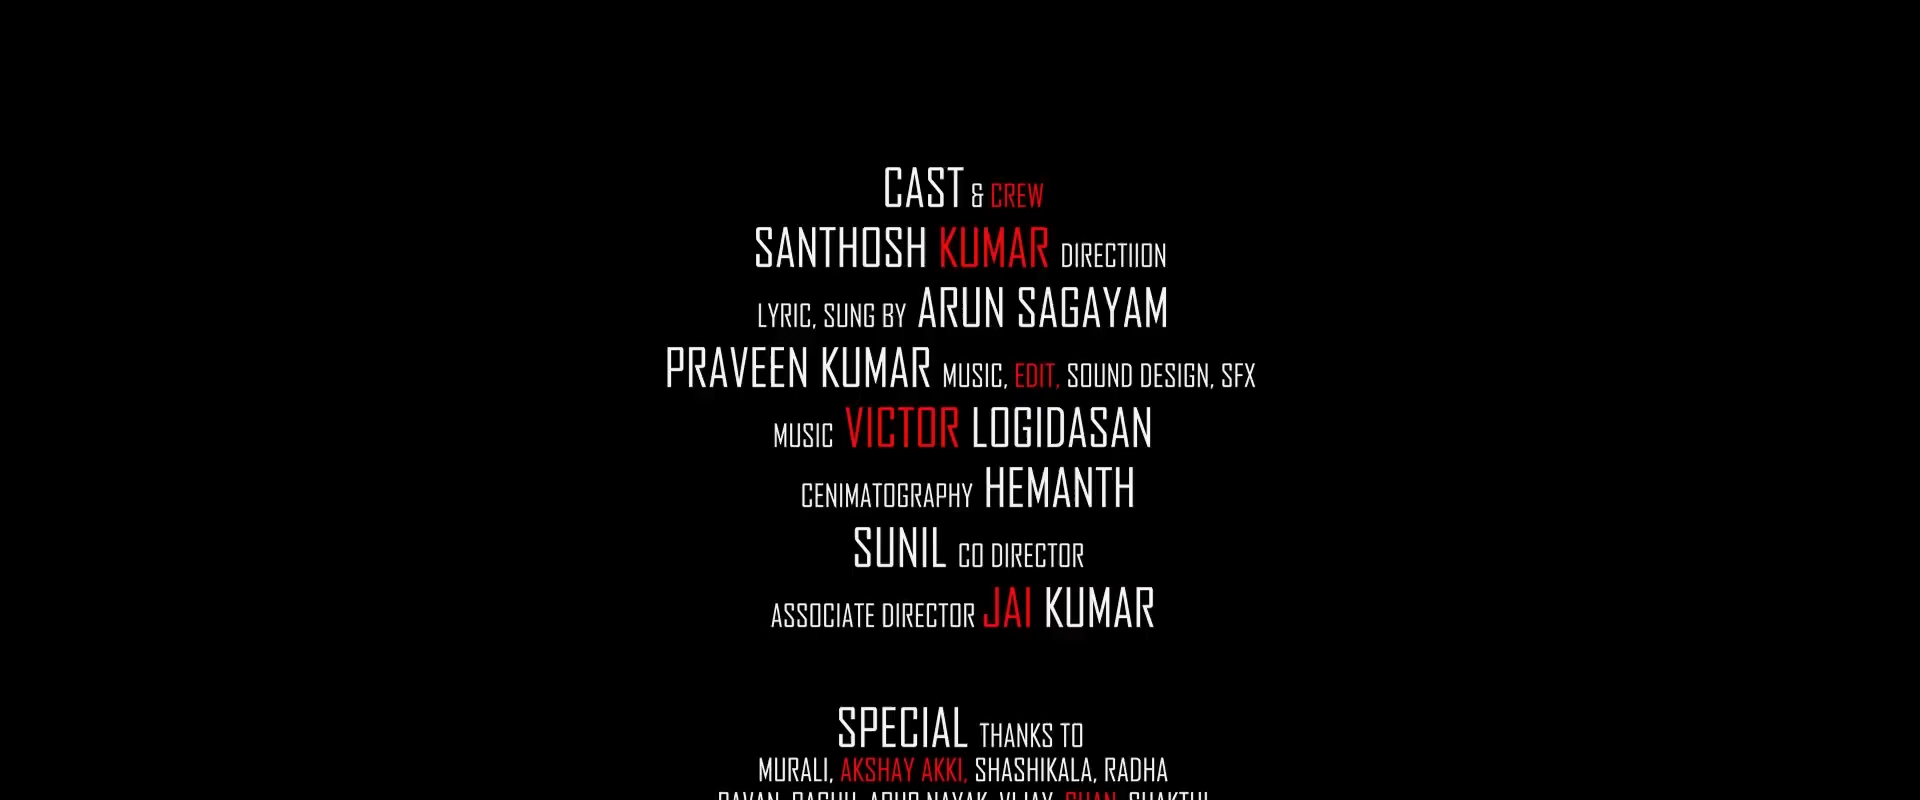 CAST & CREW
SANTHOSH KUMAR DIRECTIION
LYRIC, SUNG BY ARUN SAGAYAM
PRAVEEN KUMAR MUSIC, EDIT, SOUND DESIGN, SFX
MUSIC VICTOR LOGIDASAN
CENIMATOGRAPHY HEMANTH
SUNIL CO DIRECTOR
ASSOCIATE DIRECTOR JAI KUMAR
SPECIAL THANKS TO
MURALI, AKSHAY AKKI, SHASHIKALA, RADHA